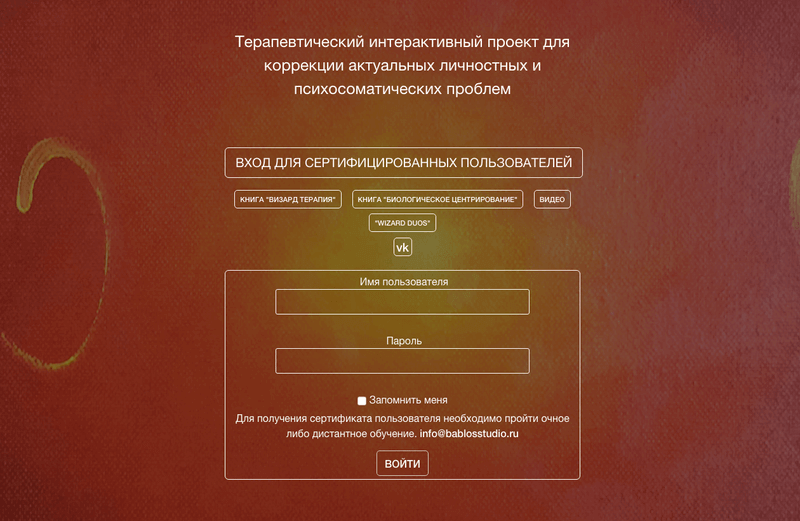 Терапевтический интерактивный проект для
коррекции актуальных личностных и
психосоматических проблем
ВХОД ДЛЯ СЕРТИФИЦИРОВАННЫХ ПОЛЬЗОВАТЕЛЕЙ
КНИГА "ВИЗАРД ТЕРАПИЯ" КНИГА "БИОЛОГИЧЕСКОЕ ЦЕНТРИРОВАНИЕ" ВИДЕО
"WIZARD DUOS"
vk
Имя пользователя
Пароль
Запомнить меня
Для получения сертификата пользователя необходимо пройти очное
либо дистантное обучение. info@bablosstudio.ru
ВОЙТИ